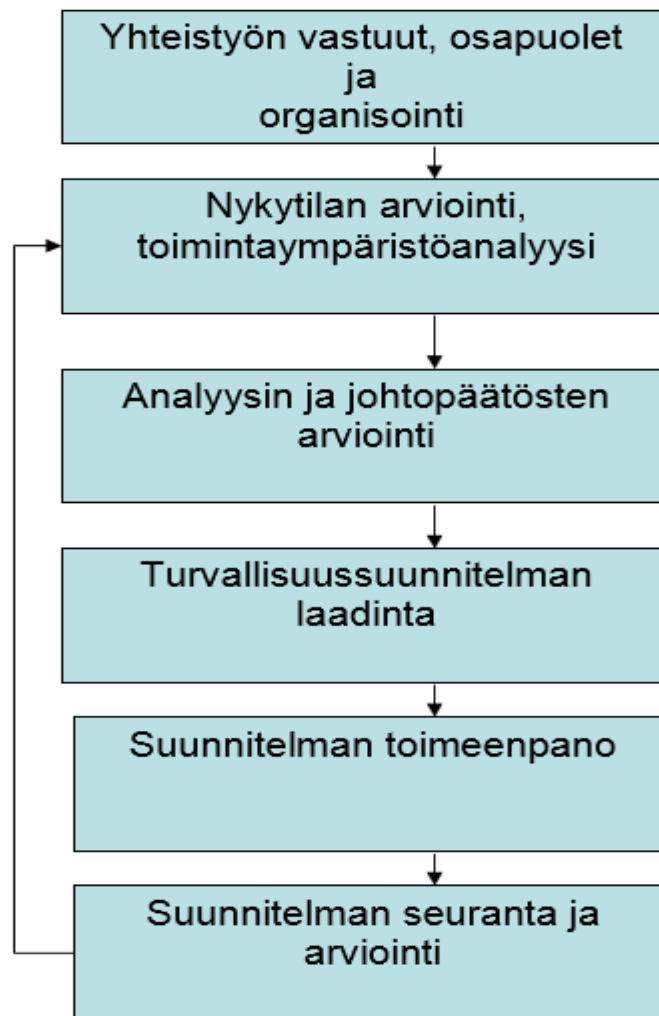 Yhteistyön vastuut, osapuolet
ja
organisointi
Nykytilan arviointi,
toimintaympäristöanalyysi
Analyysin ja johtopäätösten
arviointi
Turvallisuussuunnitelman
laadinta
Suunnitelman toimeenpano
Suunnitelman seuranta ja
arviointi